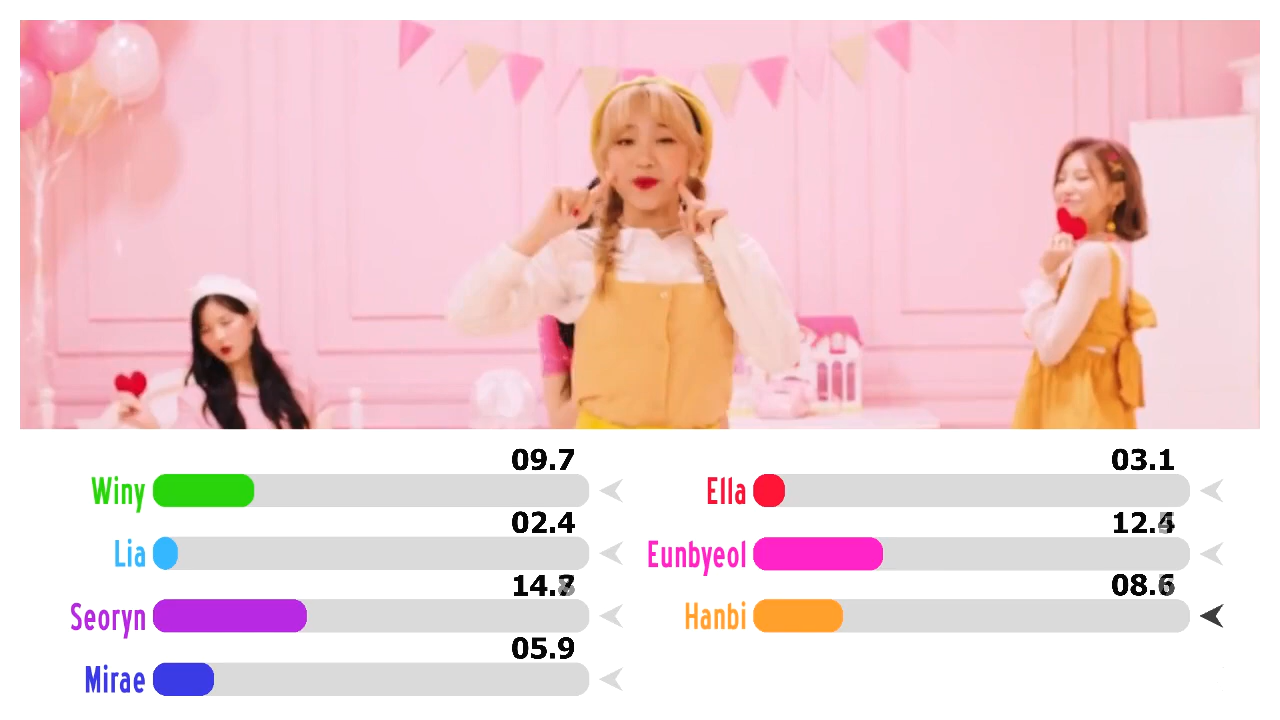 09.7
Winy
02.4
Lia
Seoryn
05.9
Mirae
03.1
Ella
Eunbyeol
08.6
Hanbi